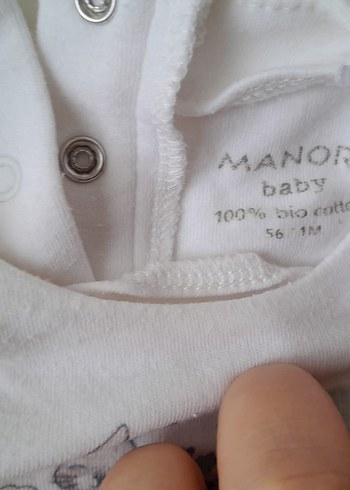 MANOR
baby
100% bio cotto
56 / 1M